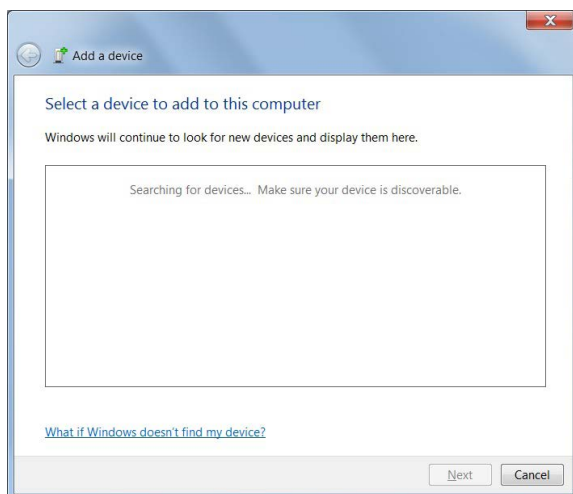 Add a device
Select a device to add to this computer
Windows will continue to look for new devices and display them here.
Searching for devices... Make sure your device is discoverable.
What if Windows doesn't find my device?
Next
Cancel